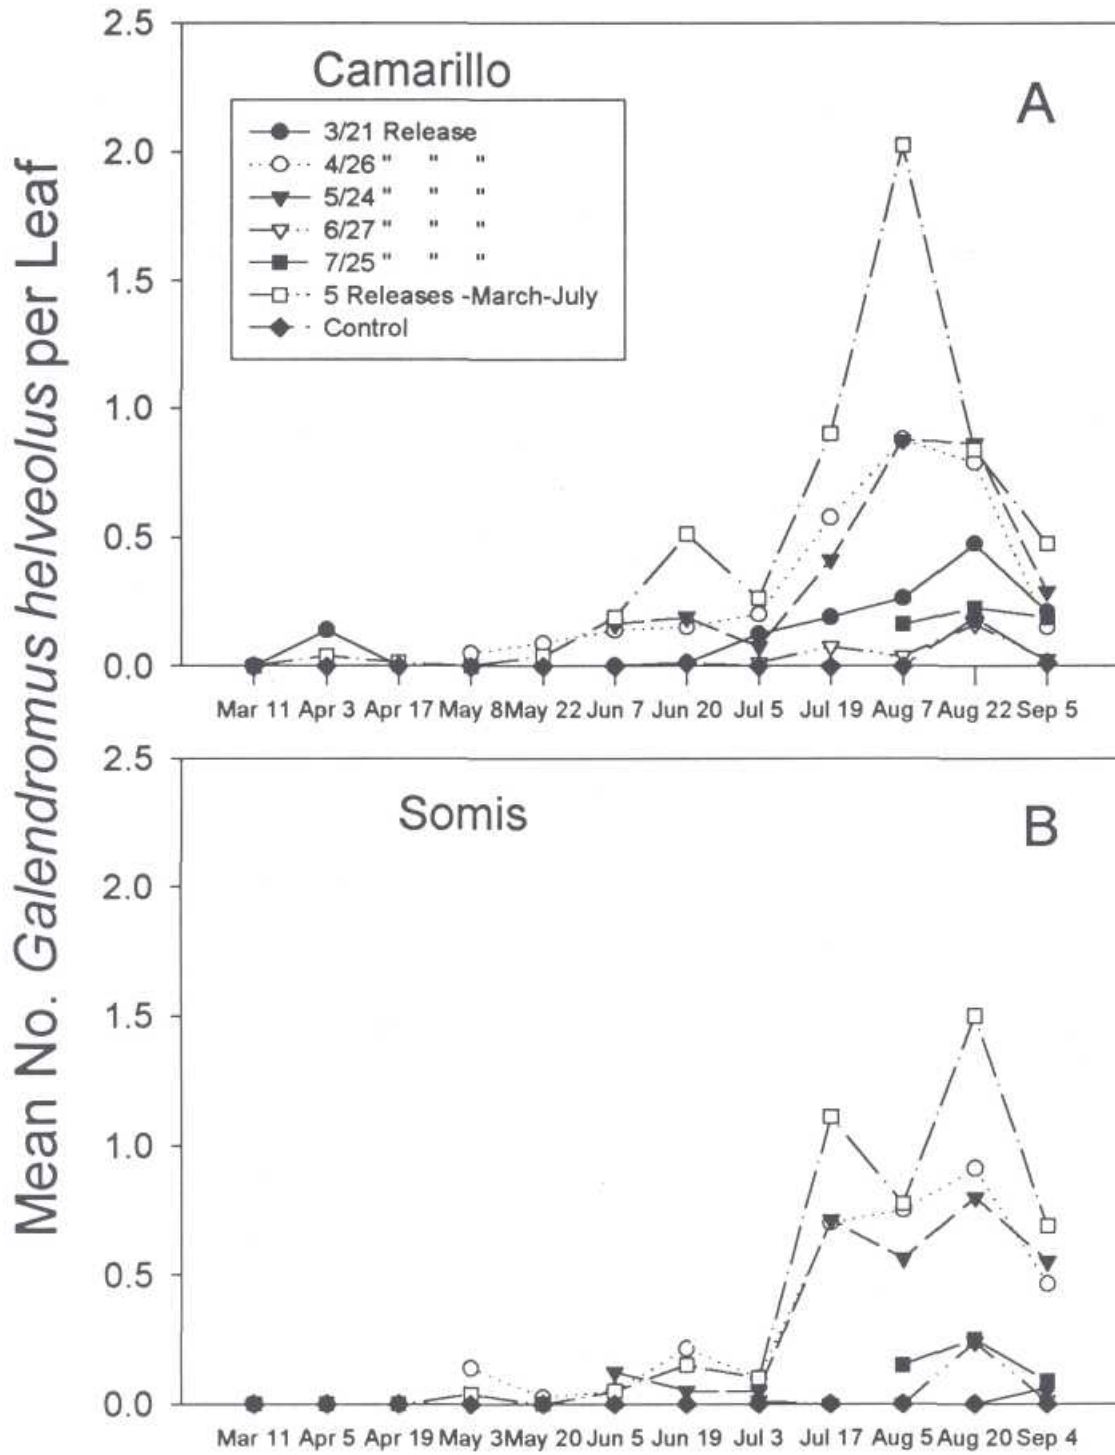 Mean No. Galendromus helveolus per Leaf
2.5
2.0
1.5
1.0
0.5
0.0
Camarillo
A
3/21 Release
4/26 " " "
5/24 " " "
6/27 " " "
7/25 " " "
5 Releases -March-July
Control
Mar 11 Apr 3 Apr 17 May 8 May 22 Jun 7 Jun 20 Jul 5 Jul 19 Aug 7 Aug 22 Sep 5
2.5
2.0
1.5
1.0
0.5
0.0
Somis
B
Mar 11 Apr 5 Apr 19 May 3 May 20 Jun 5 Jun 19 Jul 3 Jul 17 Aug 5 Aug 20 Sep 4